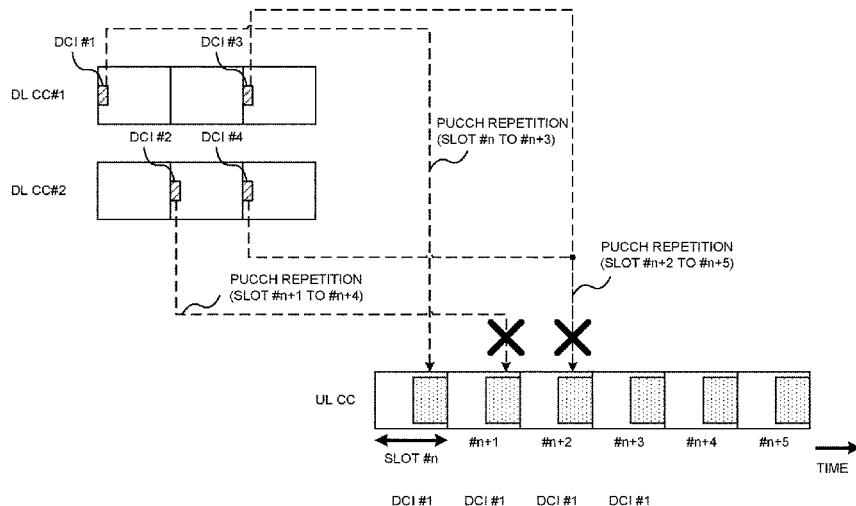 DCI #1
DCI #3
DL CC#1
DCI #2
DCI #4
DL CC#2
PUCCH REPETITION
(SLOT #n TO #n+3)
PUCCH REPETITION
(SLOT #n+2 TO #n+5)
PUCCH REPETITION
(SLOT #n+1 TO #n+4)
UL CC
SLOT #n
#n+1
#n+2
#n+3
#n+4
#n+5
TIME
DCI #1
DCI #1
DCI #1
DCI #1